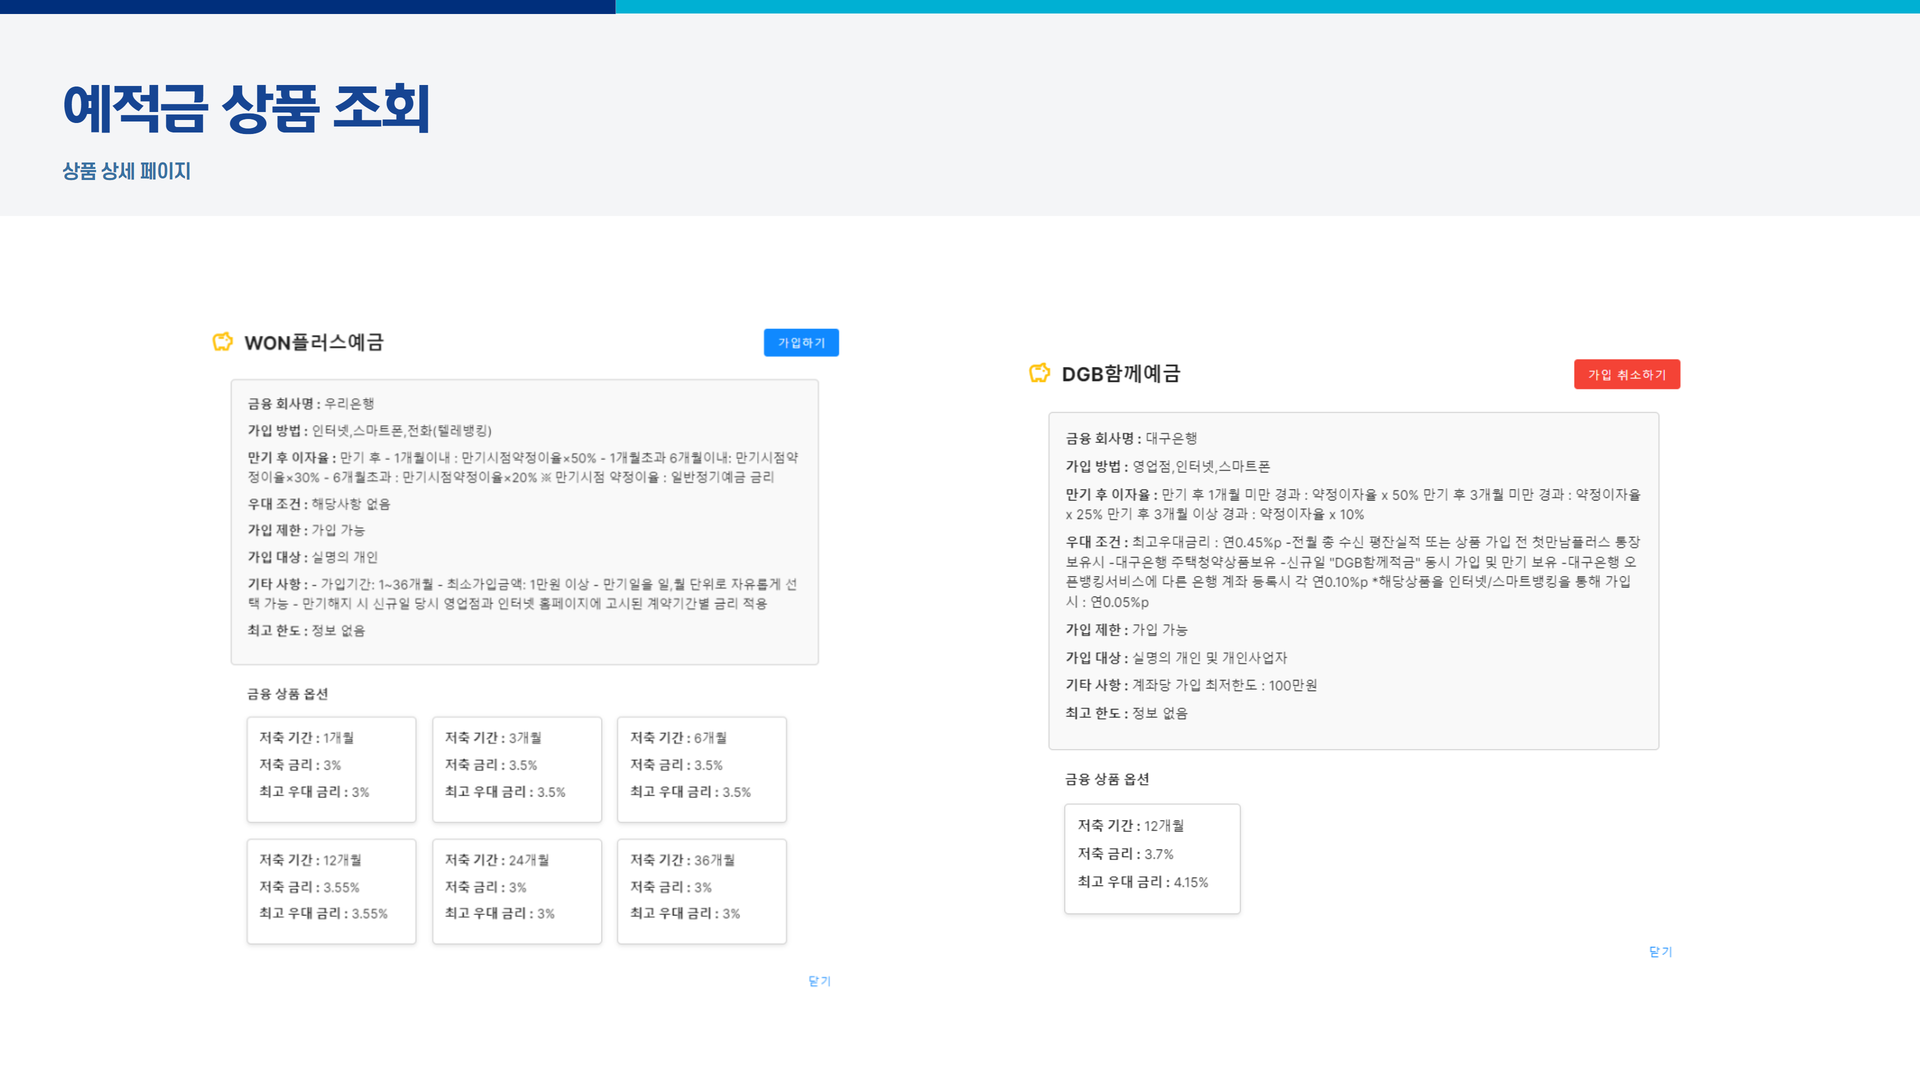 예적금 상품 조회
상품 상세 페이지
WON플러스예금
가입하기
금융 회사명 : 우리은행
가입 방법 : 인터넷,스마트폰,전화(텔레뱅킹)
만기 후 이자율 : 만기 후 - 1개월이내 : 만기시점약정이율×50% - 1개월초과 6개월이내: 만기시점약
정이율×30% - 6개월초과 : 만기시점약정이율×20% ※ 만기시점 약정이율 : 일반정기예금 금리
우대 조건 : 해당사항 없음
가입 제한 : 가입 가능
가입 대상 : 실명의 개인
기타 사항 : - 가입기간: 1~36개월 - 최소가입금액: 1만원 이상 - 만기일을 일,월 단위로 자유롭게 선
택 가능 - 만기해지 시 신규일 당시 영업점과 인터넷 홈페이지에 고시된 계약기간별 금리 적용
최고 한도 : 정보 없음
금융 상품 옵션
저축 기간 : 1개월
저축 금리 : 3%
최고 우대 금리 : 3%
저축 기간 : 3개월
저축 금리 : 3.5%
최고 우대 금리 : 3.5%
저축 기간 : 6개월
저축 금리 : 3.5%
최고 우대 금리 : 3.5%
저축 기간 : 12개월
저축 금리 : 3.55%
최고 우대 금리 : 3.55%
저축 기간 : 24개월
저축 금리 : 3%
최고 우대 금리 : 3%
저축 기간 : 36개월
저축 금리 : 3%
최고 우대 금리 : 3%
닫기
DGB함께예금
가입 취소하기
금융 회사명 : 대구은행
가입 방법 : 영업점,인터넷,스마트폰
만기 후 이자율 : 만기 후 1개월 미만 경과 : 약정이자율 x 50% 만기 후 3개월 미만 경과 : 약정이자율
x 25% 만기 후 3개월 이상 경과 : 약정이자율 x 10%
우대 조건 : 최고우대금리 : 연0.45%p -전월 중 수신 평잔실적 또는 상품 가입 전 첫만남플러스 통장
보유시 -대구은행 주택청약상품보유 -신규일 "DGB함께적금" 동시 가입 및 만기 보유 -대구은행 오
픈뱅킹서비스에 다른 은행 계좌 등록시 각 연0.10%p *해당상품을 인터넷/스마트뱅킹을 통해 가입
시 : 연0.05%p
가입 제한 : 가입 가능
가입 대상 : 실명의 개인 및 개인사업자
기타 사항 : 계좌당 가입 최저한도 : 100만원
최고 한도 : 정보 없음
금융 상품 옵션
저축 기간 : 12개월
저축 금리 : 3.7%
최고 우대 금리 : 4.15%
닫기